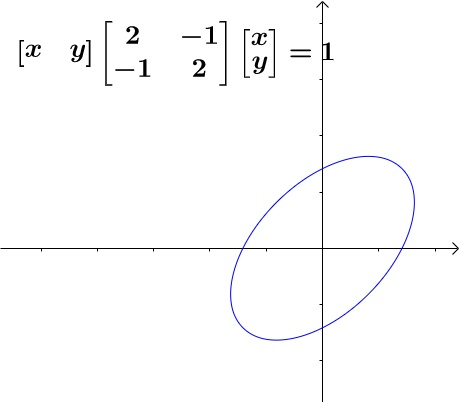 [x y] [2 −1 −1 2] [x y] = 1